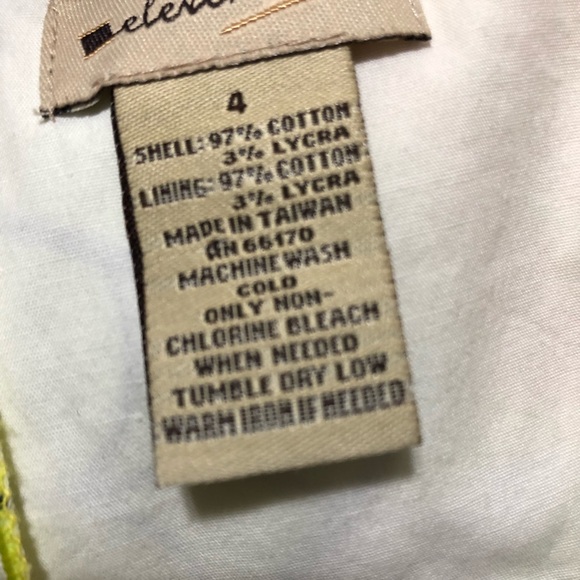 4
SHELL: 97% COTTON
3% LYCRA
LINING: 97% COTTON
3% LYCRA
MADE IN TAIWAN
RN 66170
MACHINE WASH
COLD
ONLY NON-
CHLORINE BLEACH
WHEN NEEDED
TUMBLE DRY LOW
WARM IRON IF NEEDED